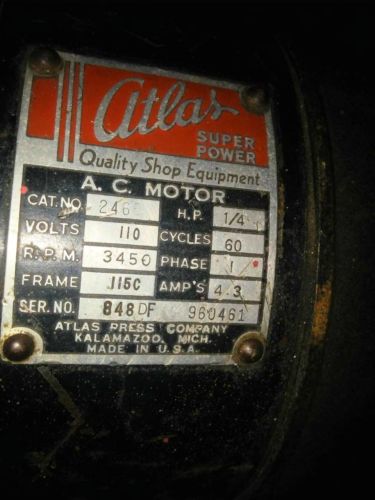 Atlas
SUPER
POWER
Quality Shop Equipment
A. C. MOTOR
CAT. NO. H.P. 1/4
VOLTS 110 CYCLES 60
R.P.M. 3450 PHASE 1
FRAME J15C AMP'S 4.3
SER. NO. 848DF 960461
ATLAS PRESS COMPANY
KALAMAZOO, MICH.
MADE IN U.S.A.